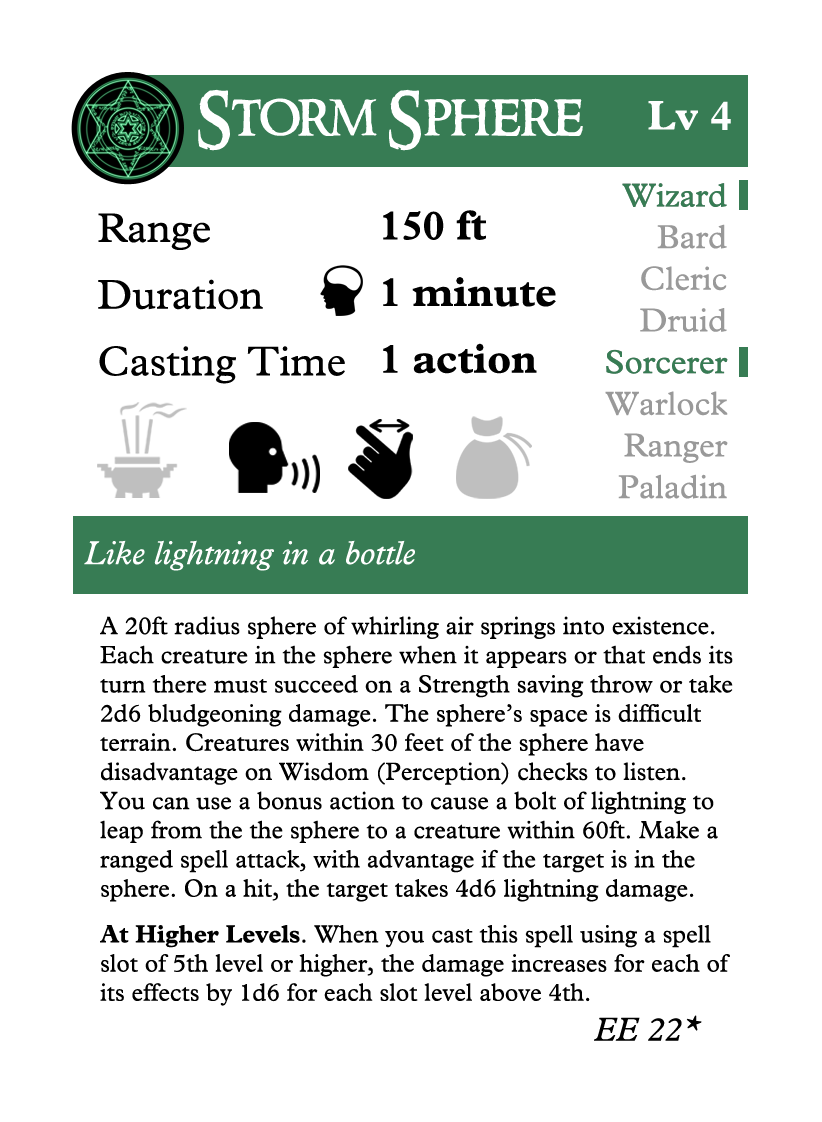 STORM SPHERE Lv 4
Wizard
Range 150 ft
Bard
Cleric
Duration 1 minute
Druid
Casting Time 1 action
Sorcerer
Warlock
Ranger
Paladin
Like lightning in a bottle
A 20ft radius sphere of whirling air springs into existence.
Each creature in the sphere when it appears or that ends its
turn there must succeed on a Strength saving throw or take
2d6 bludgeoning damage. The sphere’s space is difficult
terrain. Creatures within 30 feet of the sphere have
disadvantage on Wisdom (Perception) checks to listen.
You can use a bonus action to cause a bolt of lightning to
leap from the the sphere to a creature within 60ft. Make a
ranged spell attack, with advantage if the target is in the
sphere. On a hit, the target takes 4d6 lightning damage.
At Higher Levels. When you cast this spell using a spell
slot of 5th level or higher, the damage increases for each of
its effects by 1d6 for each slot level above 4th.
EE 22*